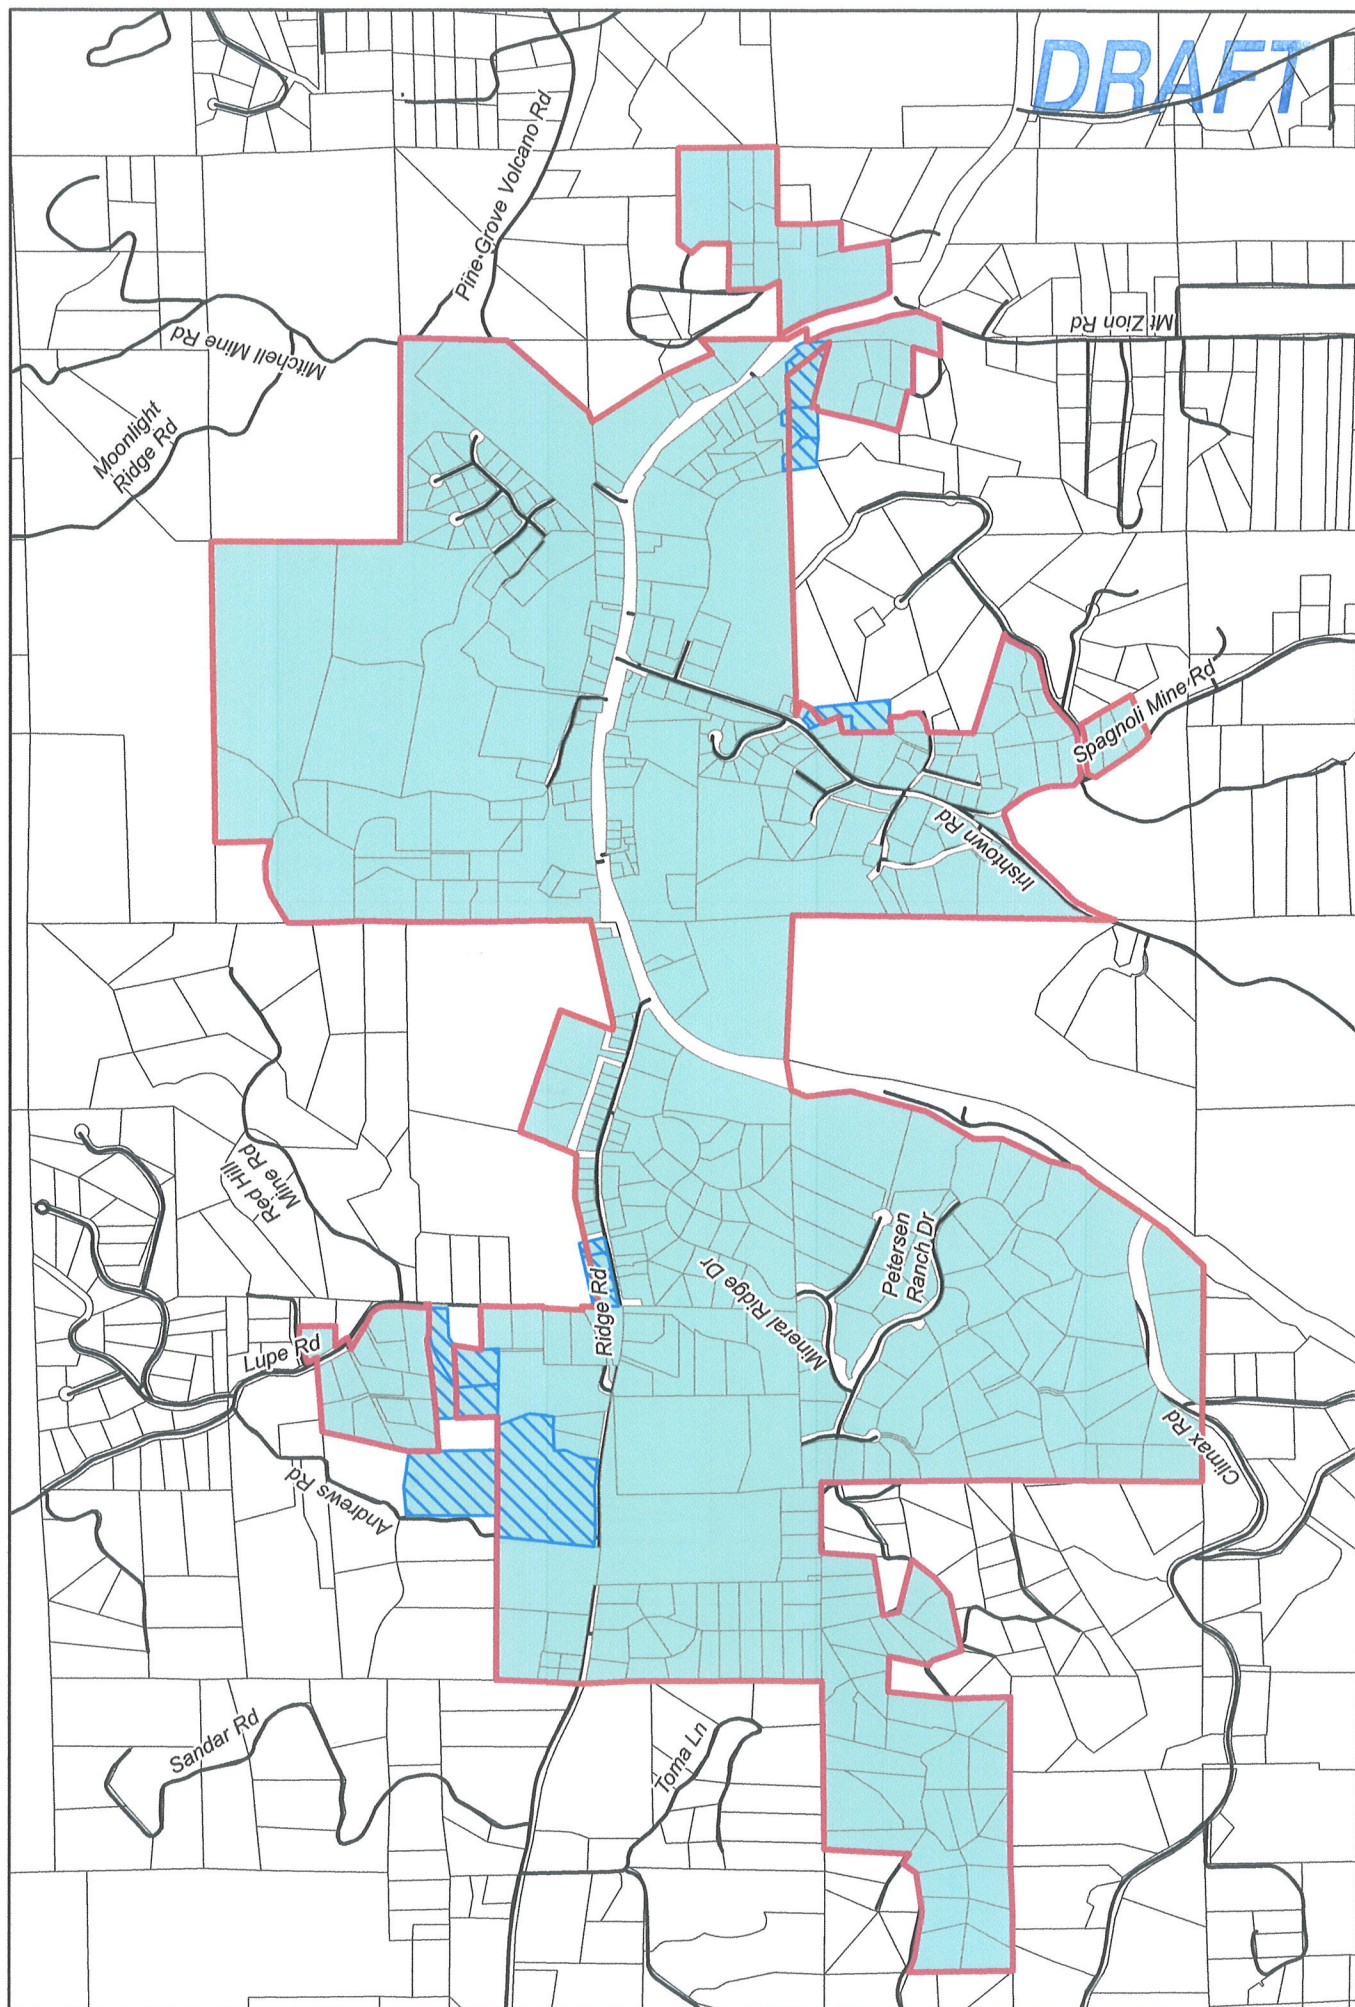 DRAFT
Pine Grove Volcano Rd
Mt Zion Rd
Mitchell Mine Rd
Moonlight
Ridge Rd
Spagnoli Mine Rd
Irishtown Rd
Red Hill
Mine Rd
Petersen
Ranch Dr
Mineral Ridge Dr
Ridge Rd
Lupe Rd
Climax Rd
Andrews Rd
Sandar Rd
Toma Ln